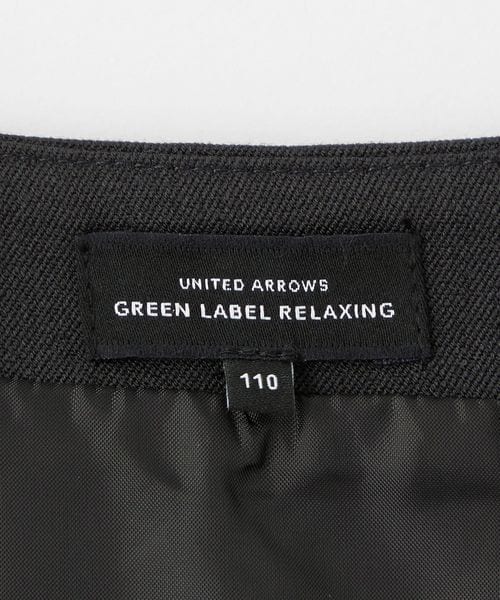 UNITED ARROWS
GREEN LABEL RELAXING
110